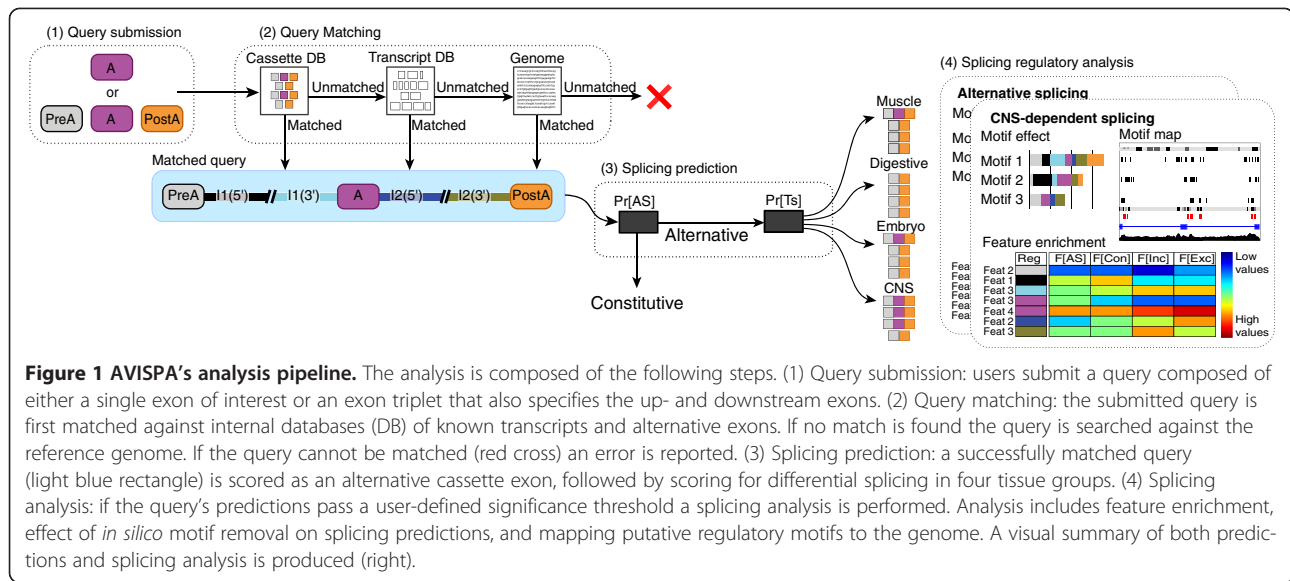 (1) Query submission
A
or
PreA A PostA
(2) Query Matching
Cassette DB
Transcript DB
Genome
Unmatched
Unmatched
Unmatched
Matched
Matched
Matched
Matched query
PreA I1(5') I1(3') A I2(5') I2(3') PostA
(3) Splicing prediction
Pr[AS]
Alternative
Pr[Ts]
Constitutive
Muscle
Digestive
Embryo
CNS
(4) Splicing regulatory analysis
Alternative splicing
Mo
Mo
Mo
Mo
Feat
Feat
Feat
Feat
Feat
Feat
CNS-dependent splicing
Motif effect
Motif map
Motif 1
Motif 2
Motif 3
Feature enrichment
Reg F[AS] F[Con] F[Inc] F[Exc]
Feat 2
Feat 1
Feat 3
Feat 3
Feat 4
Feat 2
Feat 3
Low
values
High
values
Figure 1 AVISPA's analysis pipeline. The analysis is composed of the following steps. (1) Query submission: users submit a query composed of
either a single exon of interest or an exon triplet that also specifies the up- and downstream exons. (2) Query matching: the submitted query is
first matched against internal databases (DB) of known transcripts and alternative exons. If no match is found the query is searched against the
reference genome. If the query cannot be matched (red cross) an error is reported. (3) Splicing prediction: a successfully matched query
(light blue rectangle) is scored as an alternative cassette exon, followed by scoring for differential splicing in four tissue groups. (4) Splicing
analysis: if the query's predictions pass a user-defined significance threshold a splicing analysis is performed. Analysis includes feature enrichment,
effect of in silico motif removal on splicing predictions, and mapping putative regulatory motifs to the genome. A visual summary of both predic-
tions and splicing analysis is produced (right).